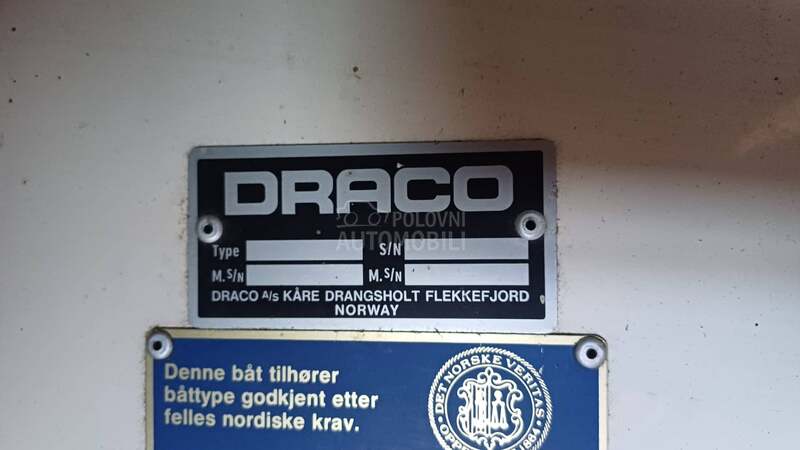 DRACO
POLOVNI
AUTOMOBILI
Type S/N
M.S/N M.S/N
DRACO A/S KÅRE DRANGSHOLT FLEKKEFJORD
NORWAY
Denne båt tilhører
båttype godkjent etter
felles nordiske krav.
DET NORSKE VERITAS
1864